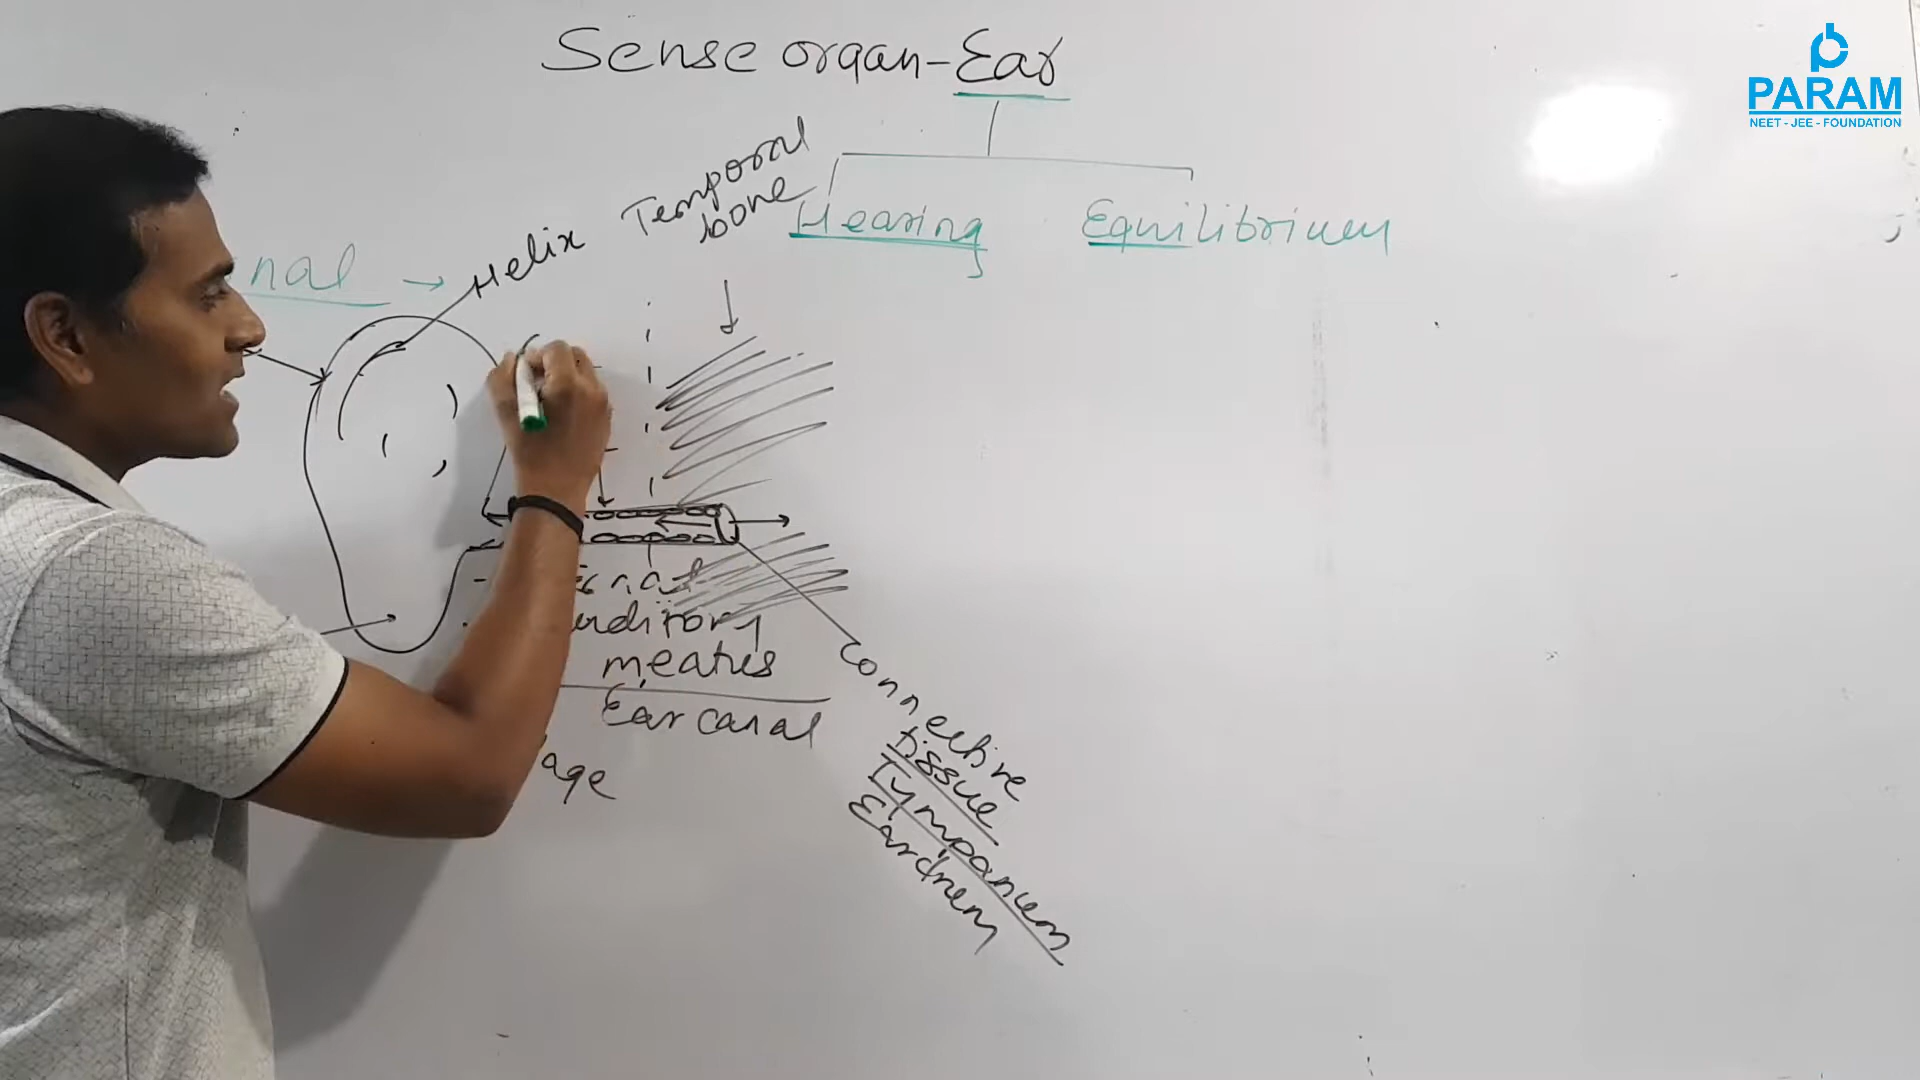 Sense organ-Ear
PARAM
NEET - JEE - FOUNDATION
Temporal
bone
Hearing
Equilibrium
nal →
Helix
meatus
Ear canal
age
Connective
tissue
Tympanum
Eardrum